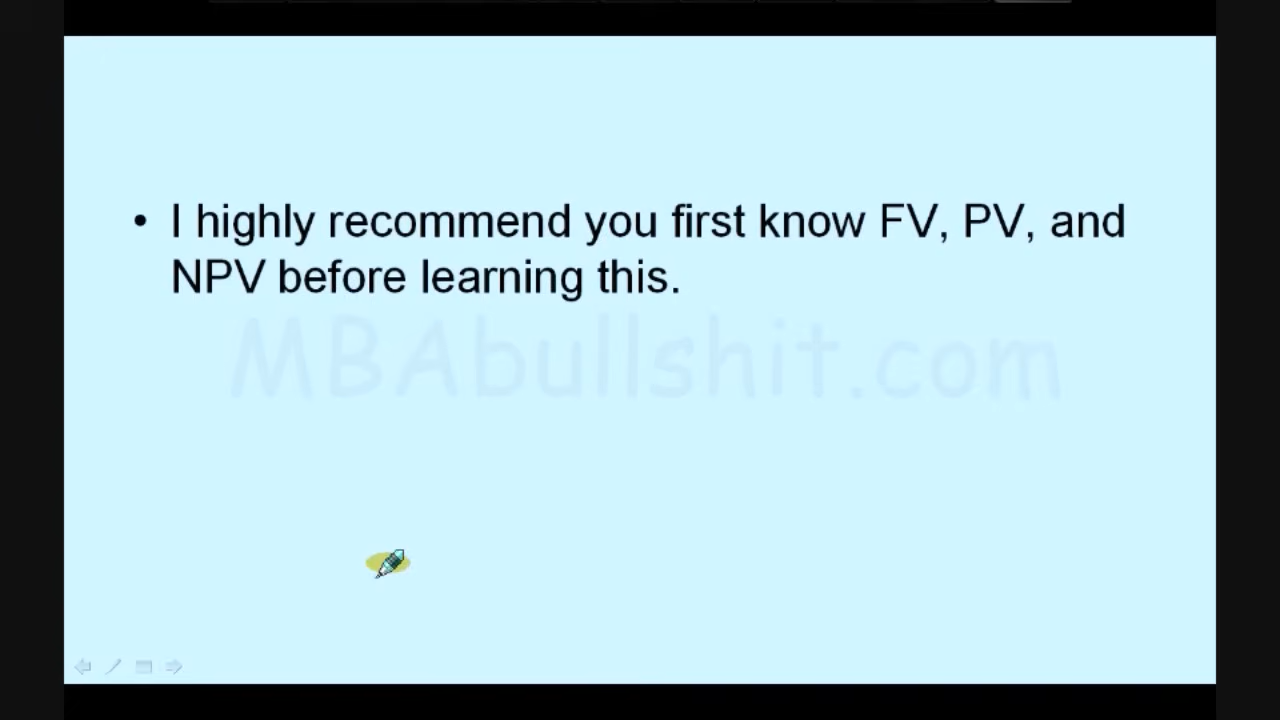 • I highly recommend you first know FV, PV, and
NPV before learning this.
MBAbullshit.com